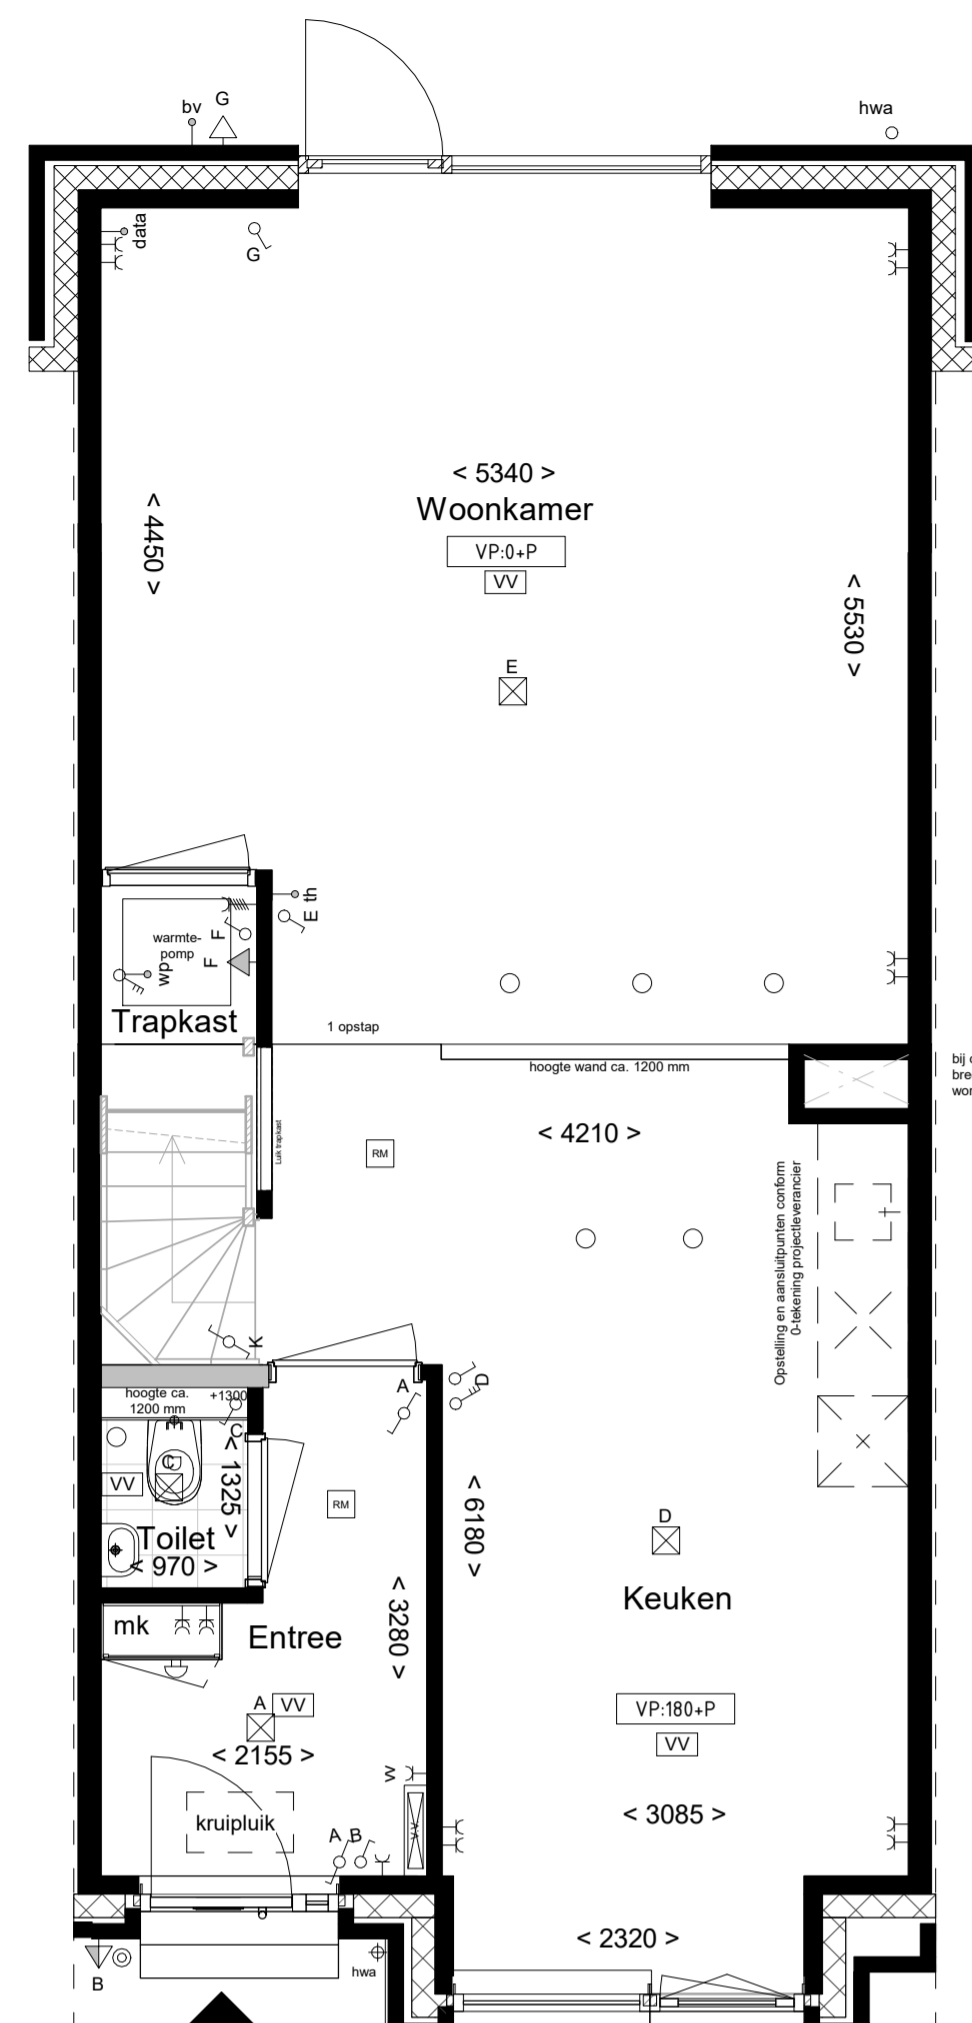 bv
G
hwa
data
G
< 5340 >
Woonkamer
VP:0+P
VV
< 4450 >
< 5530 >
E
E th
warmte-
pomp
F
F
wp
Trapkast
1 opstap
hoogte wand ca. 1200 mm
bij
Luik trapkast
RM
< 4210 >
Opstelling en aansluitpunten conform
0-tekening projectleverancier
K
hoogte ca.
1200 mm
+1300
C
A
D
C
VV
< 1325 >
RM
< 6180 >
Toilet
< 970 >
D
Keuken
mk
Entree
< 3280 >
A
VV
VP:180+P
VV
< 2155 >
W
kruipluik
< 3085 >
V.V
A B
< 2320 >
B
hwa